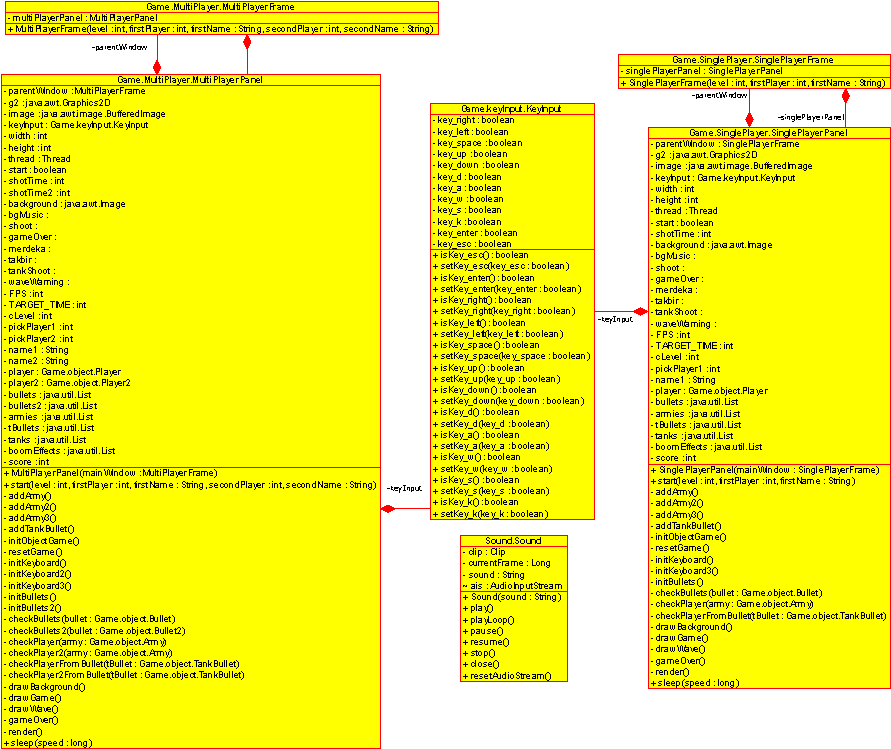 Game.MultiPlayer.MultiPlayerFrame
- multiPlayerPanel : MultiPlayerPanel
+ MultiPlayerFrame(level : int, firstPlayer : int, firstName : String, secondPlayer : int, secondName : String)
-parentWindow
Game.MultiPlayer.MultiPlayerPanel
- parentWindow : MultiPlayerFrame
- g2 : java.awt.Graphics2D
- image : java.awt.image.BufferedImage
- keyInput : Game.keyInput.KeyInput
- width : int
- height : int
- thread : Thread
- start : boolean
- shotTime : int
- shotTime2 : int
- background : java.awt.Image
- bgMusic :
- shoot :
- gameOver :
- merdeka :
- takbir :
- tankShoot :
- waveWarning :
- FPS : int
- TARGET_TIME : int
- cLevel : int
- pickPlayer1 : int
- pickPlayer2 : int
- name1 : String
- name2 : String
- player : Game.object.Player
- player2 : Game.object.Player2
- bullets : java.util.List
- bullets2 : java.util.List
- armies : java.util.List
- tBullets : java.util.List
- tanks : java.util.List
- boomEffects : java.util.List
- score : int
+ MultiPlayerPanel(mainWindow : MultiPlayerFrame)
+ start(level : int, firstPlayer : int, firstName : String, secondPlayer : int, secondName : String)
- addArmy()
- addArmy2()
- addArmy3()
- addTankBullet()
- initObjectGame()
- resetGame()
- initKeyboard()
- initKeyboard2()
- initKeyboard3()
- initBullets()
- initBullets2()
- checkBullets(bullet : Game.object.Bullet)
- checkBullets2(bullet : Game.object.Bullet2)
- checkPlayer(army : Game.object.Army)
- checkPlayer2(army : Game.object.Army)
- checkPlayerFromBullet(tBullet : Game.object.TankBullet)
- checkPlayer2FromBullet(tBullet : Game.object.TankBullet)
- drawBackground()
- drawGame()
- drawWave()
- gameOver()
- render()
+ sleep(speed : long)
-keyInput
Game.keyInput.KeyInput
- key_right : boolean
- key_left : boolean
- key_space : boolean
- key_up : boolean
- key_down : boolean
- key_d : boolean
- key_a : boolean
- key_w : boolean
- key_s : boolean
- key_k : boolean
- key_enter : boolean
- key_esc : boolean
+ isKey_esc() : boolean
+ setKey_esc(key_esc : boolean)
+ isKey_enter() : boolean
+ setKey_enter(key_enter : boolean)
+ isKey_right() : boolean
+ setKey_right(key_right : boolean)
+ isKey_left() : boolean
+ setKey_left(key_left : boolean)
+ isKey_space() : boolean
+ setKey_space(key_space : boolean)
+ isKey_up() : boolean
+ setKey_up(key_up : boolean)
+ isKey_down() : boolean
+ setKey_down(key_down : boolean)
+ isKey_d() : boolean
+ setKey_d(key_d : boolean)
+ isKey_a() : boolean
+ setKey_a(key_a : boolean)
+ isKey_w() : boolean
+ setKey_w(key_w : boolean)
+ isKey_s() : boolean
+ setKey_s(key_s : boolean)
+ isKey_k() : boolean
+ setKey_k(key_k : boolean)
Sound.Sound
- clip : Clip
- currentFrame : Long
- sound : String
~ ais : AudioInputStream
+ Sound(sound : String)
+ play()
+ playLoop()
+ pause()
+ resume()
+ stop()
+ close()
+ resetAudioStream()
-keyInput
Game.SinglePlayer.SinglePlayerFrame
- singlePlayerPanel : SinglePlayerPanel
+ SinglePlayerFrame(level : int, firstPlayer : int, firstName : String)
-parentWindow
-singlePlayerPanel
Game.SinglePlayer.SinglePlayerPanel
- parentWindow : SinglePlayerFrame
- g2 : java.awt.Graphics2D
- image : java.awt.image.BufferedImage
- keyInput : Game.keyInput.KeyInput
- width : int
- height : int
- thread : Thread
- start : boolean
- shotTime : int
- background : java.awt.Image
- bgMusic :
- shoot :
- gameOver :
- merdeka :
- takbir :
- tankShoot :
- waveWarning :
- FPS : int
- TARGET_TIME : int
- cLevel : int
- pickPlayer1 : int
- name1 : String
- player : Game.object.Player
- bullets : java.util.List
- armies : java.util.List
- tBullets : java.util.List
- tanks : java.util.List
- boomEffects : java.util.List
- score : int
+ SinglePlayerPanel(mainWindow : SinglePlayerFrame)
+ start(level : int, firstPlayer : int, firstName : String)
- addArmy()
- addArmy2()
- addArmy3()
- addTankBullet()
- initObjectGame()
- resetGame()
- initKeyboard()
- initKeyboard3()
- initBullets()
- checkBullets(bullet : Game.object.Bullet)
- checkPlayer(army : Game.object.Army)
- checkPlayerFromBullet(tBullet : Game.object.TankBullet)
- drawBackground()
- drawGame()
- drawWave()
- gameOver()
- render()
+ sleep(speed : long)